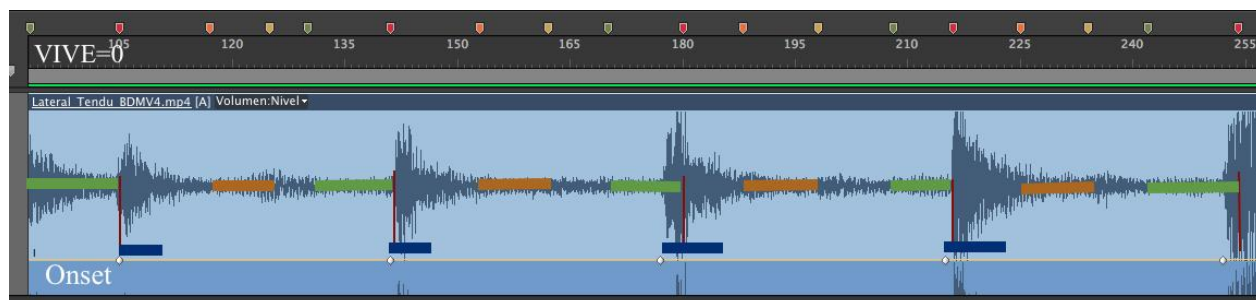 VIVE=0 105 120 135 150 165 180 195 210 225 240 255
Lateral_Tendu_BDMV4.mp4 [A] Volumen:Nivel
Onset